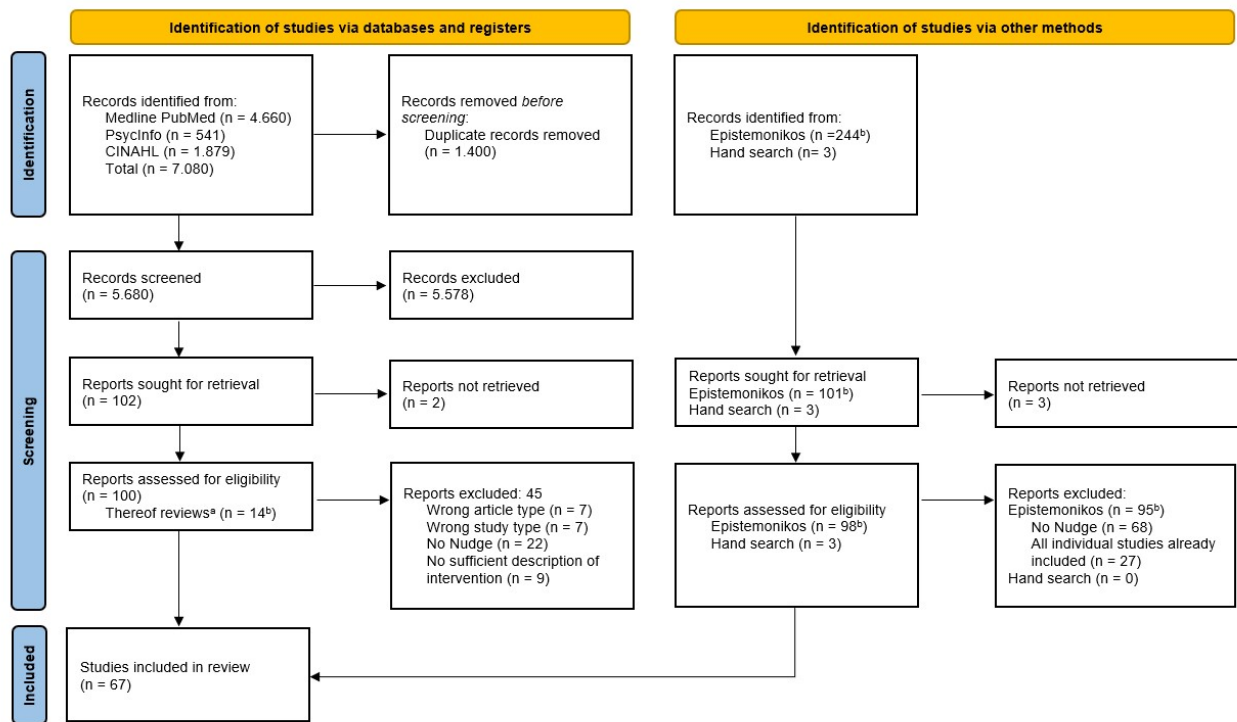 Identification of studies via databases and registers
Identification of studies via other methods
Identification
Records identified from:
Medline PubMed (n = 4.660)
PsycInfo (n = 541)
CINAHL (n = 1.879)
Total (n = 7.080)
Records removed before
screening:
Duplicate records removed
(n = 1.400)
Records identified from:
Epistemonikos (n =244ᵇ)
Hand search (n= 3)
Screening
Records screened
(n = 5.680)
Records excluded
(n = 5.578)
Reports sought for retrieval
(n = 102)
Reports not retrieved
(n = 2)
Reports sought for retrieval
Epistemonikos (n = 101ᵇ)
Hand search (n = 3)
Reports not retrieved
(n = 3)
Reports assessed for eligibility
(n = 100)
Thereof reviewsᵃ (n = 14ᵇ)
Reports excluded: 45
Wrong article type (n = 7)
Wrong study type (n = 7)
No Nudge (n = 22)
No sufficient description of
intervention (n = 9)
Reports assessed for eligibility
Epistemonikos (n = 98ᵇ)
Hand search (n = 3)
Reports excluded:
Epistemonikos (n = 95ᵇ)
No Nudge (n = 68)
All individual studies already
included (n = 27)
Hand search (n = 0)
Included
Studies included in review
(n = 67)